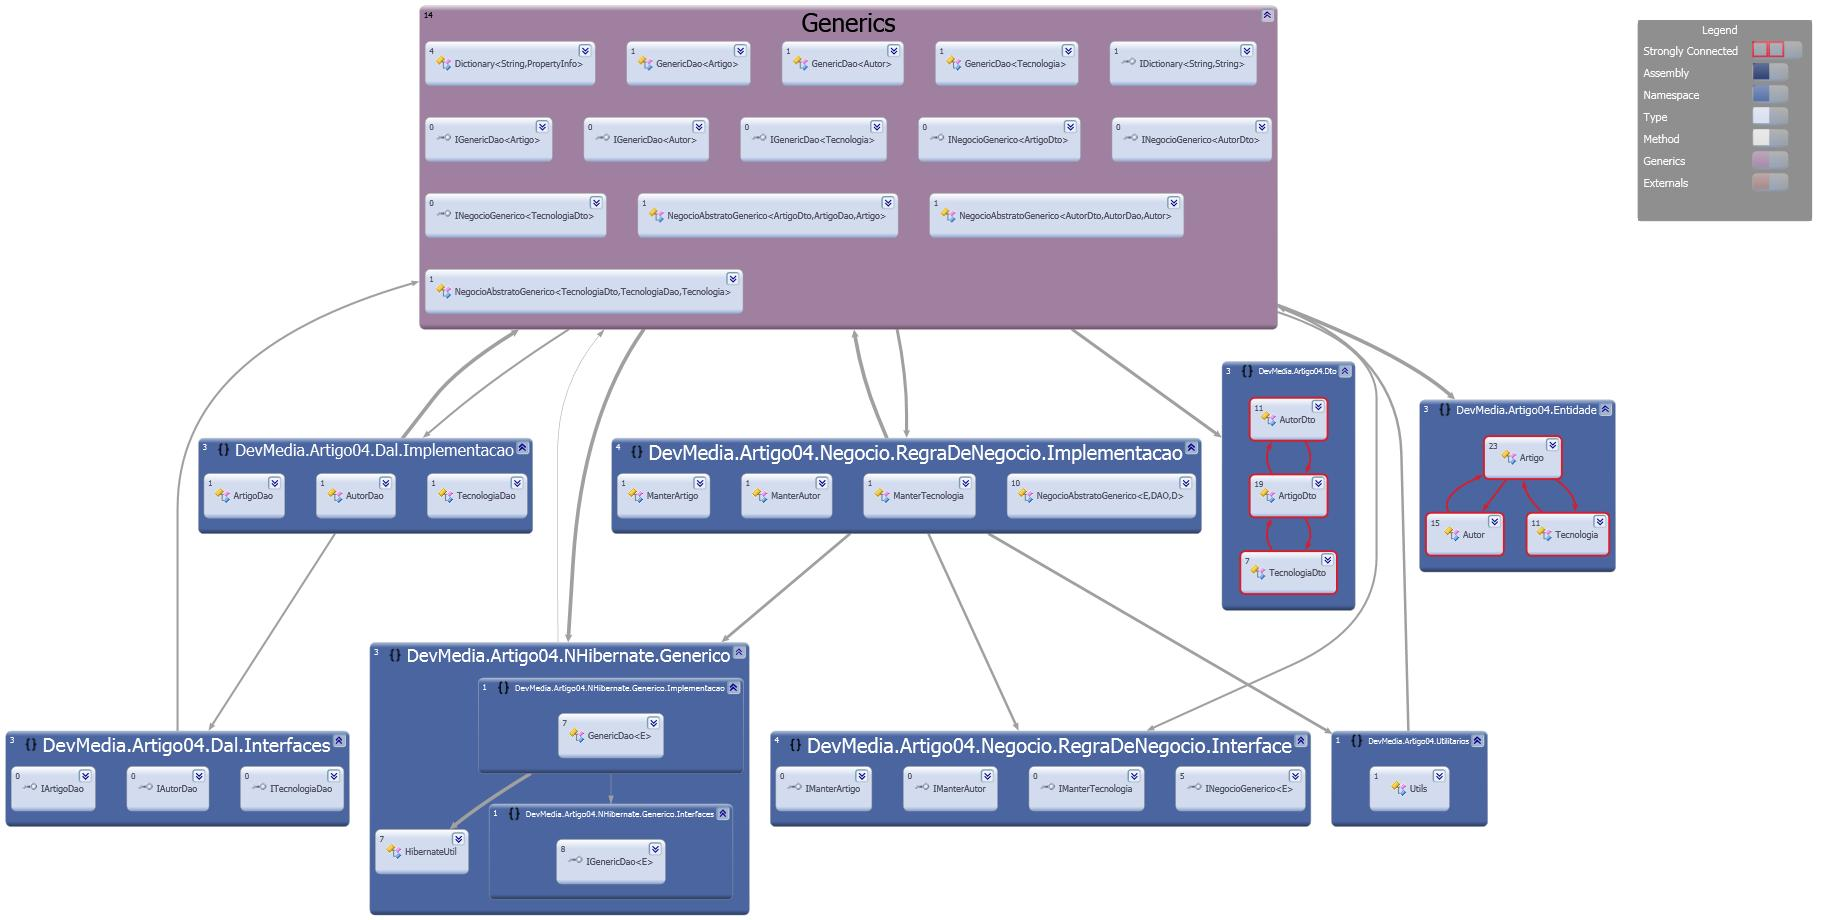 14
Generics
4 Dictionary<String,PropertyInfo>
1 GenericDao<Artigo>
1 GenericDao<Autor>
1 GenericDao<Tecnologia>
1 IDictionary<String,String>
0 IGenericDao<Artigo>
0 IGenericDao<Autor>
0 IGenericDao<Tecnologia>
0 INegocioGenerico<ArtigoDto>
0 INegocioGenerico<AutorDto>
0 INegocioGenerico<TecnologiaDto>
1 NegocioAbstratoGenerico<ArtigoDto,ArtigoDao,Artigo>
1 NegocioAbstratoGenerico<AutorDto,AutorDao,Autor>
1 NegocioAbstratoGenerico<TecnologiaDto,TecnologiaDao,Tecnologia>
Legend
Strongly Connected
Assembly
Namespace
Type
Method
Generics
Externals
3 {} DevMedia.Artigo04.Dal.Implementacao
1 ArtigoDao
1 AutorDao
1 TecnologiaDao
4 {} DevMedia.Artigo04.Negocio.RegraDeNegocio.Implementacao
1 ManterArtigo
1 ManterAutor
1 ManterTecnologia
10 NegocioAbstratoGenerico<E,DAO,D>
3 {} DevMedia.Artigo04.Dto
11 AutorDto
19 ArtigoDto
7 TecnologiaDto
3 {} DevMedia.Artigo04.Entidade
23 Artigo
15 Autor
11 Tecnologia
3 {} DevMedia.Artigo04.Dal.Interfaces
0 IArtigoDao
0 IAutorDao
0 ITecnologiaDao
3 {} DevMedia.Artigo04.NHibernate.Generico
1 {} DevMedia.Artigo04.NHibernate.Generico.Implementacao
7 GenericDao<E>
1 {} DevMedia.Artigo04.NHibernate.Generico.Interfaces
7 HibernateUtil
8 IGenericDao<E>
4 {} DevMedia.Artigo04.Negocio.RegraDeNegocio.Interface
0 IManterArtigo
0 IManterAutor
0 IManterTecnologia
5 INegocioGenerico<E>
1 {} DevMedia.Artigo04.Utilitarios
1 Utils